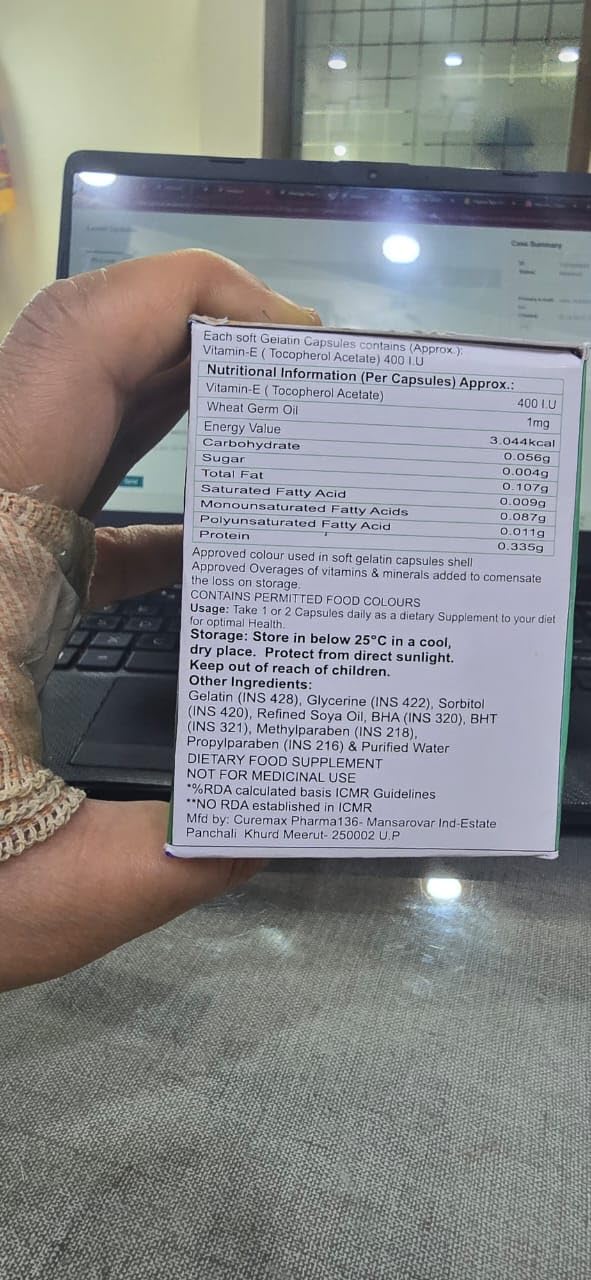 Case Summary
Each soft Gelatin Capsules contains (Approx.):
Vitamin-E ( Tocopherol Acetate) 400 I.U
Nutritional Information (Per Capsules) Approx.:
Vitamin-E ( Tocopherol Acetate) 400 I.U
Wheat Germ Oil 1mg
Energy Value 3.044kcal
Carbohydrate 0.056g
Sugar 0.004g
Total Fat 0.107g
Saturated Fatty Acid 0.009g
Monounsaturated Fatty Acids 0.087g
Polyunsaturated Fatty Acid 0.011g
Protein 0.335g
Approved colour used in soft gelatin capsules shell
Approved Overages of vitamins & minerals added to comensate
the loss on storage.
CONTAINS PERMITTED FOOD COLOURS
Usage: Take 1 or 2 Capsules daily as a dietary Supplement to your diet
for optimal Health.
Storage: Store in below 25°C in a cool,
dry place. Protect from direct sunlight.
Keep out of reach of children.
Other Ingredients:
Gelatin (INS 428), Glycerine (INS 422), Sorbitol
(INS 420), Refined Soya Oil, BHA (INS 320), BHT
(INS 321), Methylparaben (INS 218),
Propylparaben (INS 216) & Purified Water
DIETARY FOOD SUPPLEMENT
NOT FOR MEDICINAL USE
*%RDA calculated basis ICMR Guidelines
**NO RDA established in ICMR
Mfd by: Curemax Pharma136- Mansarovar Ind-Estate
Panchali Khurd Meerut- 250002 U.P